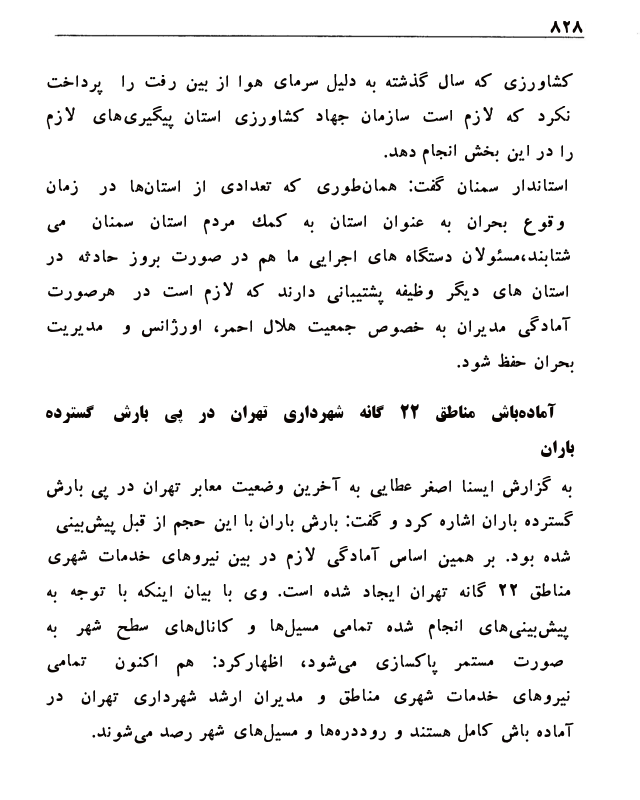 ۸۲۸
کشاورزی که سال گذشته به دلیل سرمای هوا از بین رفت را پرداخت
نکرد که لازم است سازمان جهاد کشاورزی استان پیگیری‌های لازم
را در این بخش انجام دهد.
استاندار سمنان گفت: همان‌طوری که تعدادی از استان‌ها در زمان
وقوع بحران به عنوان استان به کمک مردم استان سمنان می
شتابند،مسئولان دستگاه های اجرایی ما هم در صورت بروز حادثه در
استان های دیگر وظیفه پشتیبانی دارند که لازم است در هرصورت
آمادگی مدیران به خصوص جمعیت هلال احمر، اورژانس و مدیریت
بحران حفظ شود.
آماده‌باش مناطق ۲۲ گانه شهرداری تهران در پی بارش گسترده
باران
به گزارش ایسنا اصغر عطایی به آخرین وضعیت معابر تهران در پی بارش
گسترده باران اشاره کرد و گفت: بارش باران با این حجم از قبل پیش‌بینی
شده بود. بر همین اساس آمادگی لازم در بین نیروهای خدمات شهری
مناطق ۲۲ گانه تهران ایجاد شده است. وی با بیان اینکه با توجه به
پیش‌بینی‌های انجام شده تمامی مسیل‌ها و کانال‌های سطح شهر به
صورت مستمر پاکسازی می‌شود، اظهارکرد: هم اکنون تمامی
نیروهای خدمات شهری مناطق و مدیران ارشد شهرداری تهران در
آماده باش کامل هستند و روددره‌ها و مسیل‌های شهر رصد می‌شوند.